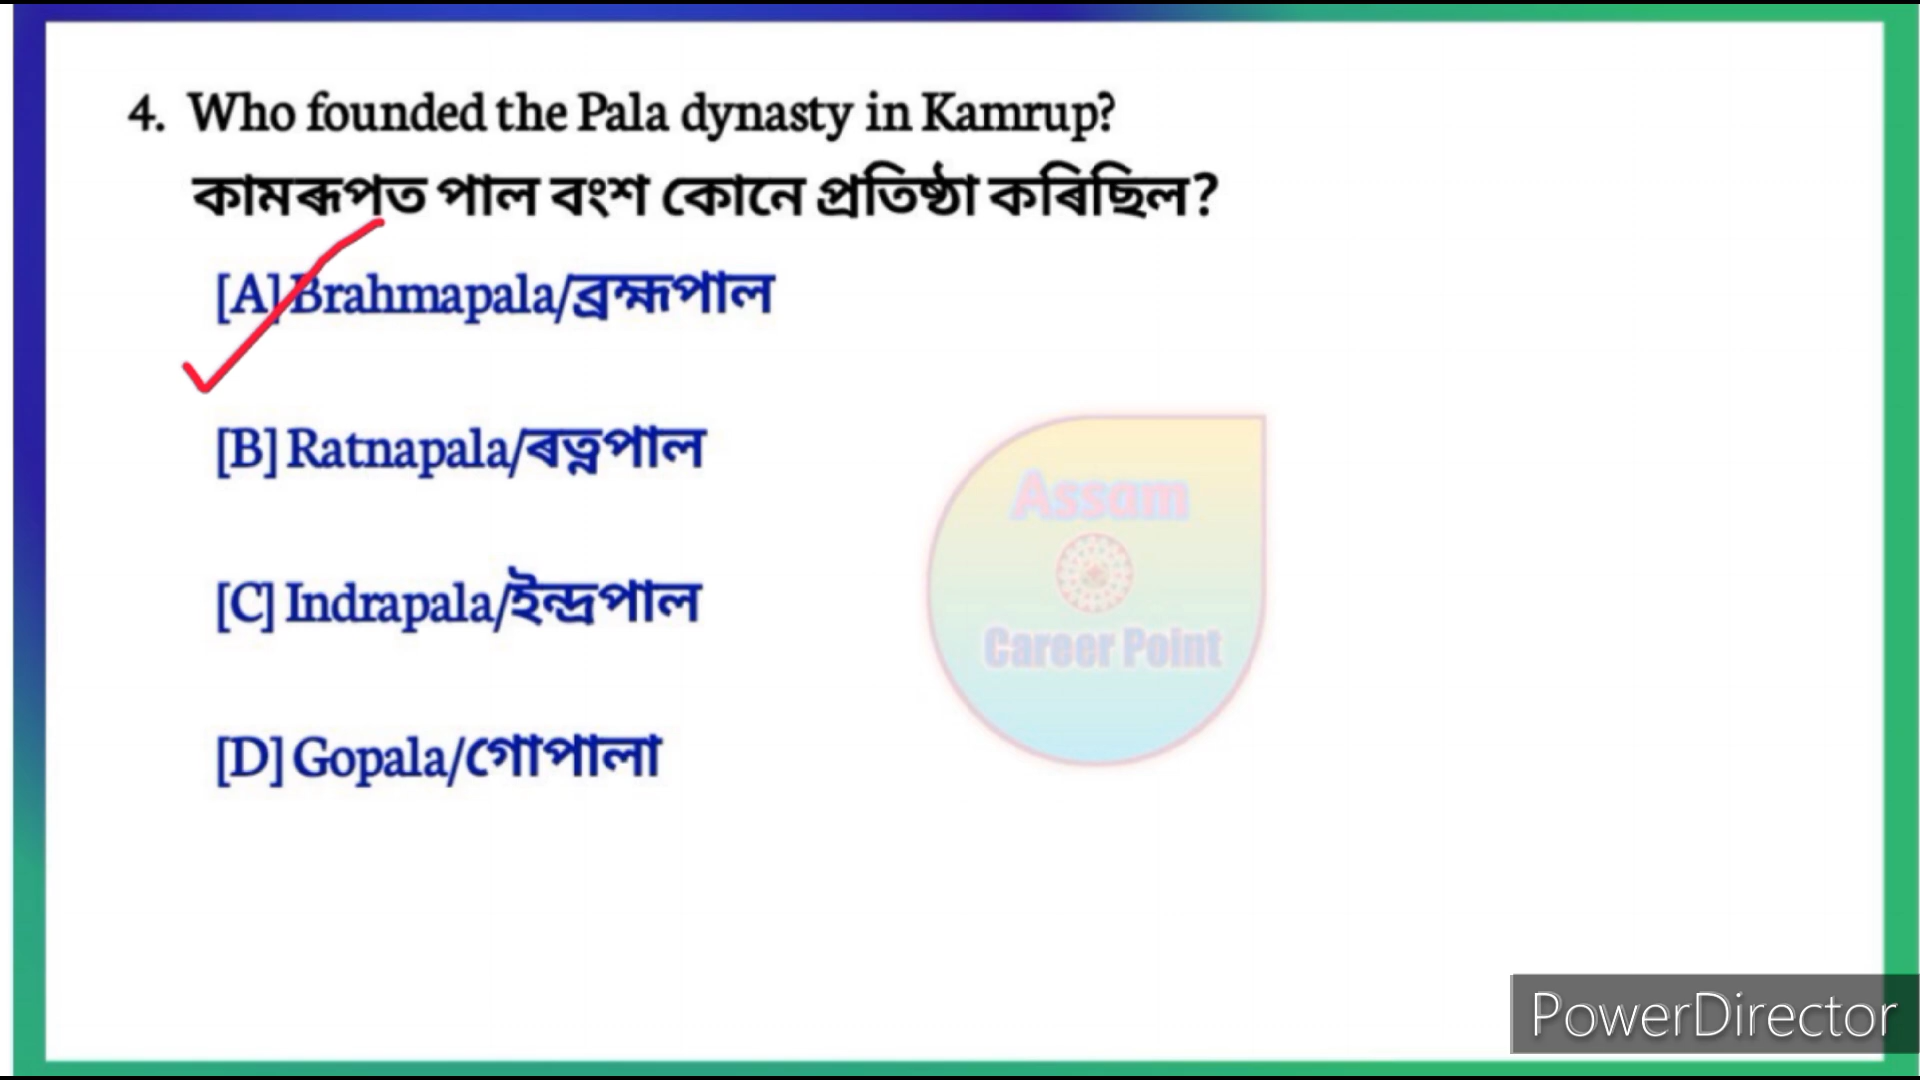 4. Who founded the Pala dynasty in Kamrup?
কামৰূপত পাল বংশ কোনে প্ৰতিষ্ঠা কৰিছিল?
[A] Brahmapala/ব্ৰহ্মপাল
[B] Ratnapala/ৰত্নপাল
[C] Indrapala/ইন্দ্ৰপাল
[D] Gopala/গোপালা
Assam
Career Point
PowerDirector